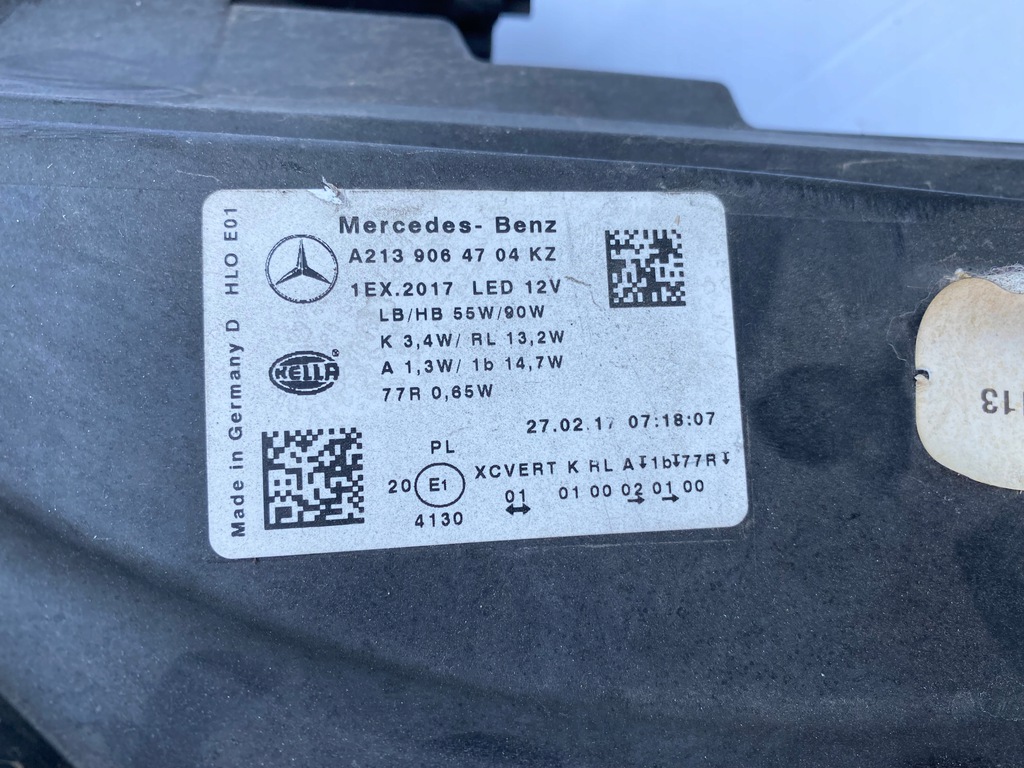 Mercedes- Benz
A213 906 47 04 KZ
1EX.2017 LED 12V
LB/HB 55W/90W
K 3,4W/ RL 13,2W
A 1,3W/ 1b 14,7W
77R 0,65W
HELLA®
27.02.17 07:18:07
PL
20 E1
4130
XCVERT K RL A 1b 77R
01 01 00 02 01 00
Made in Germany D HLO E01
113